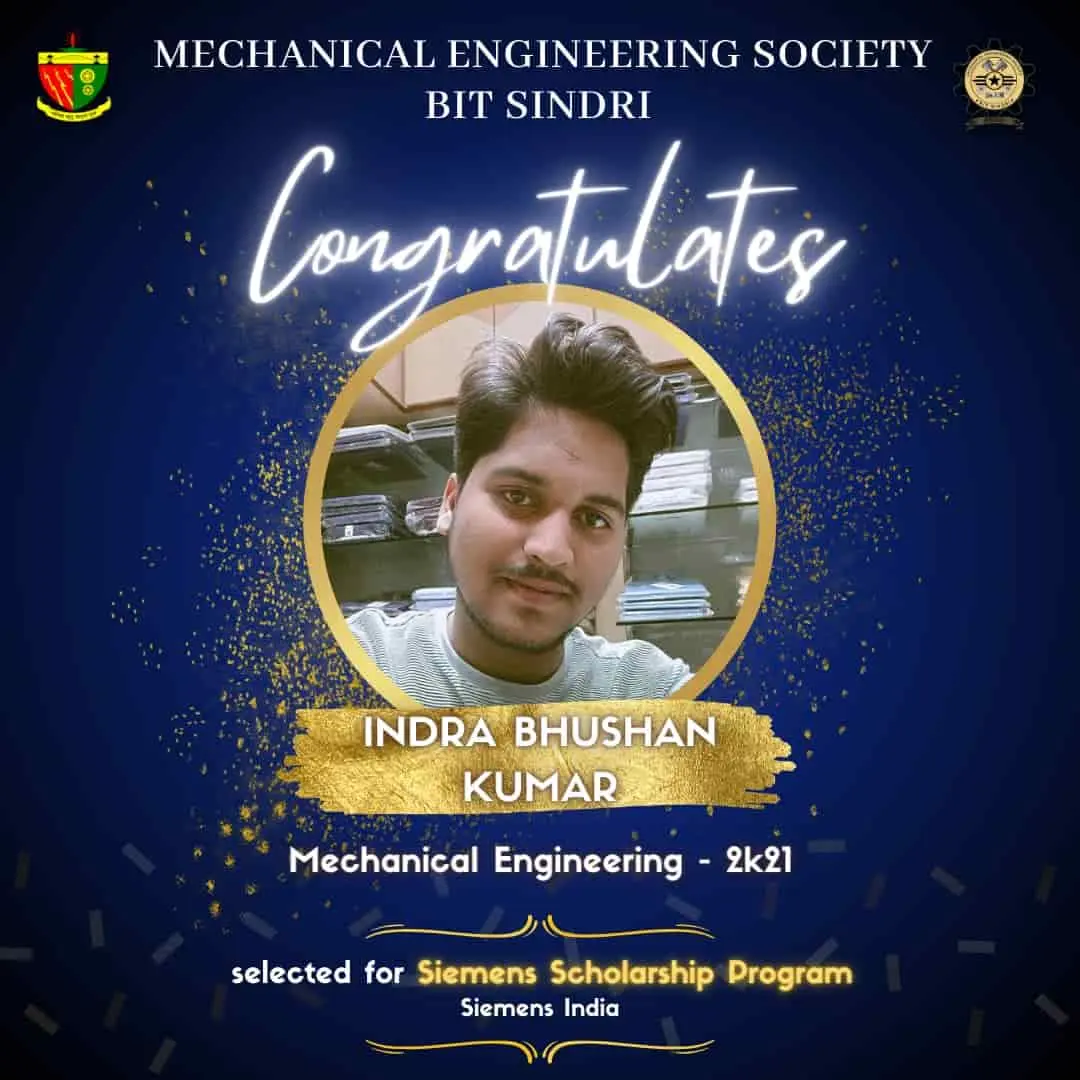 MECHANICAL ENGINEERING SOCIETY
BIT SINDRI
Congratulates
INDRA BHUSHAN
KUMAR
Mechanical Engineering - 2k21
selected for Siemens Scholarship Program
Siemens India